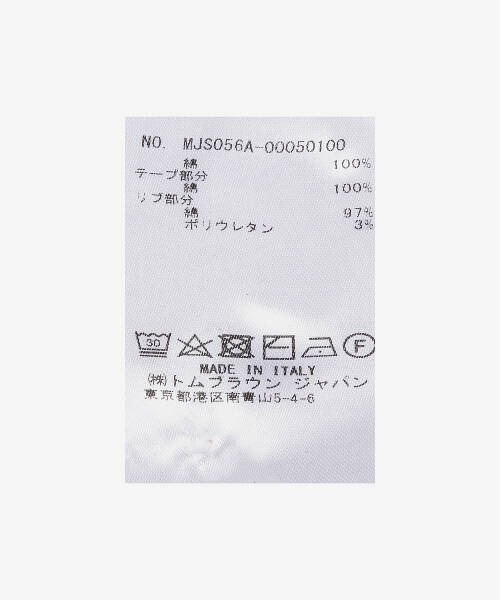 NO. MJS056A-00050100
綿 100%
テープ部分
綿 100%
リブ部分
綿 97%
ポリウレタン 3%
30 F
MADE IN ITALY
(株)トムブラウン ジャパン
東京都港区南青山5-4-6